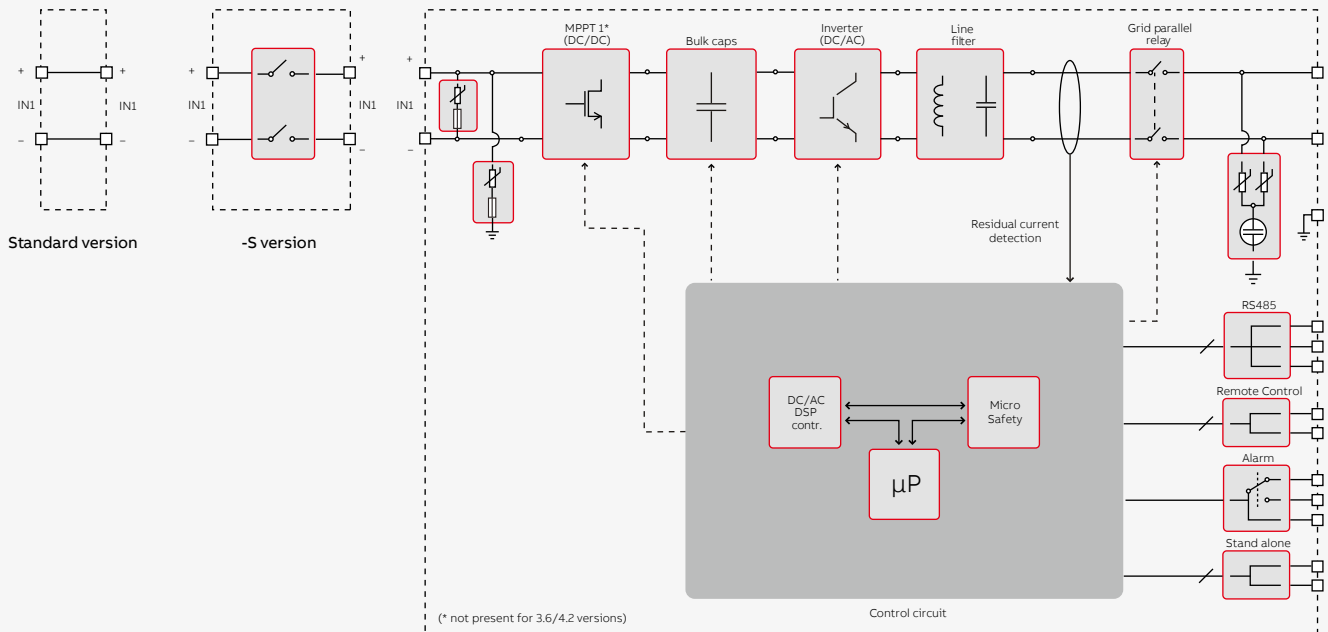 MPPT 1*
(DC/DC)
Bulk caps
Inverter
(DC/AC)
Line
filter
Grid parallel
relay
+
+
IN1
IN1
–
–
Standard version
+
+
IN1
IN1
–
–
-S version
+
–
Residual current
detection
RS485
Remote Control
Alarm
Stand alone
DC/AC
DSP
contr.
Micro
Safety
µP
Control circuit
(* not present for 3.6/4.2 versions)